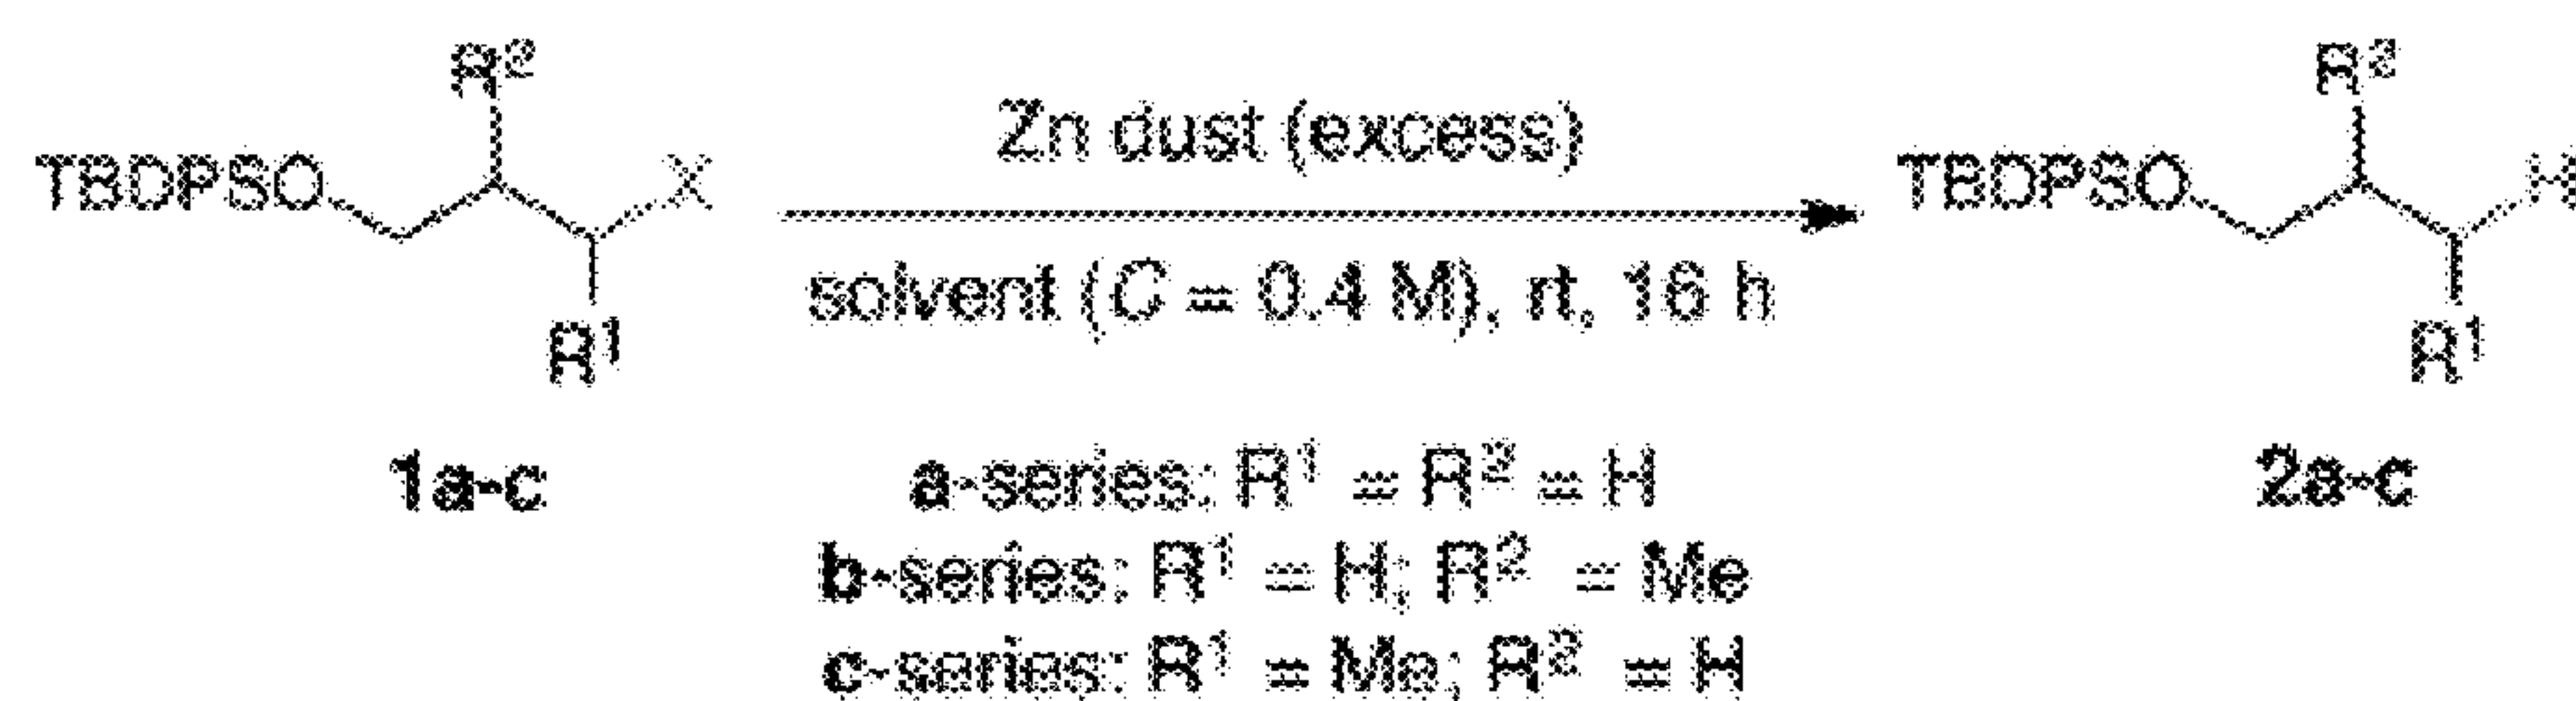 R² R²
TBDPSO X Zn dust (excess) TBDPSO H
solvent (C = 0.4 M), rt, 16 h
R¹ R¹
1a-c a-series: R¹ = R² = H 2a-c
b-series: R¹ = H; R² = Me
c-series: R¹ = Me; R² = H